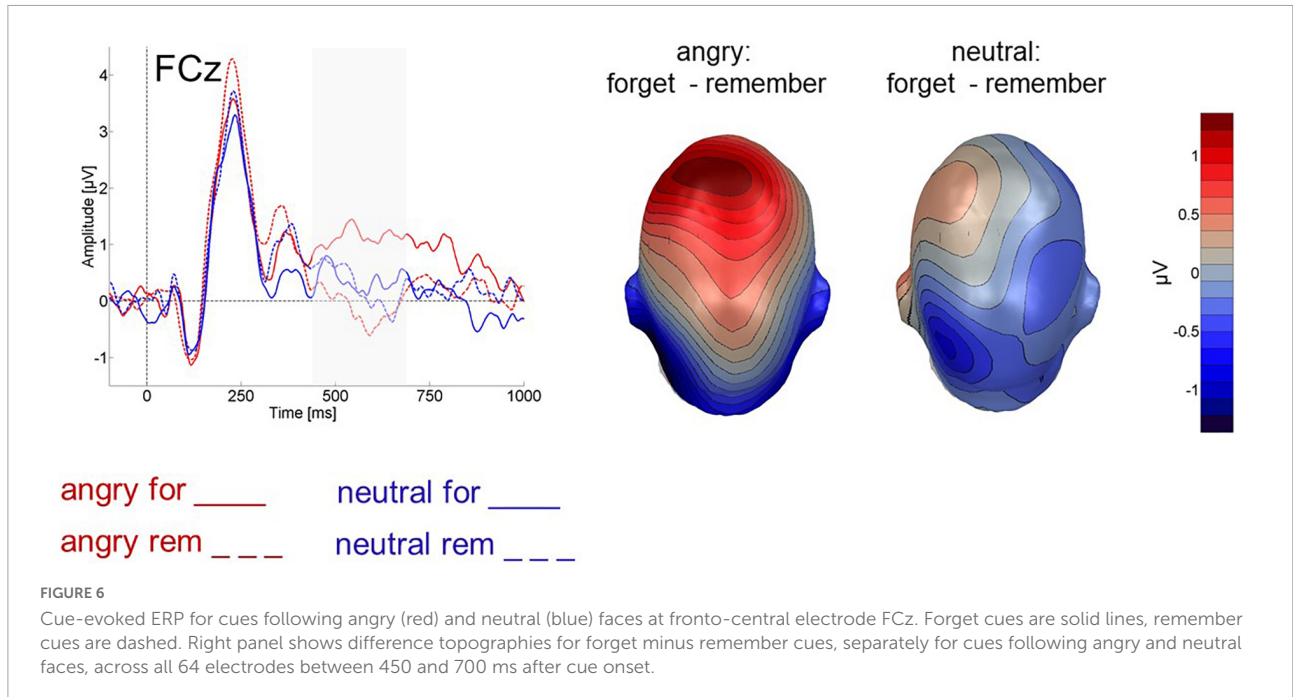 FCz
4
3
2
1
0
-1
Amplitude [µV]
0 250 500 750 1000
Time [ms]
angry:
forget - remember
neutral:
forget - remember
1
0.5
0
-0.5
-1
µV
angry for ____
neutral for ____
angry rem _ _ _
neutral rem _ _ _
FIGURE 6
Cue-evoked ERP for cues following angry (red) and neutral (blue) faces at fronto-central electrode FCz. Forget cues are solid lines, remember
cues are dashed. Right panel shows difference topographies for forget minus remember cues, separately for cues following angry and neutral
faces, across all 64 electrodes between 450 and 700 ms after cue onset.